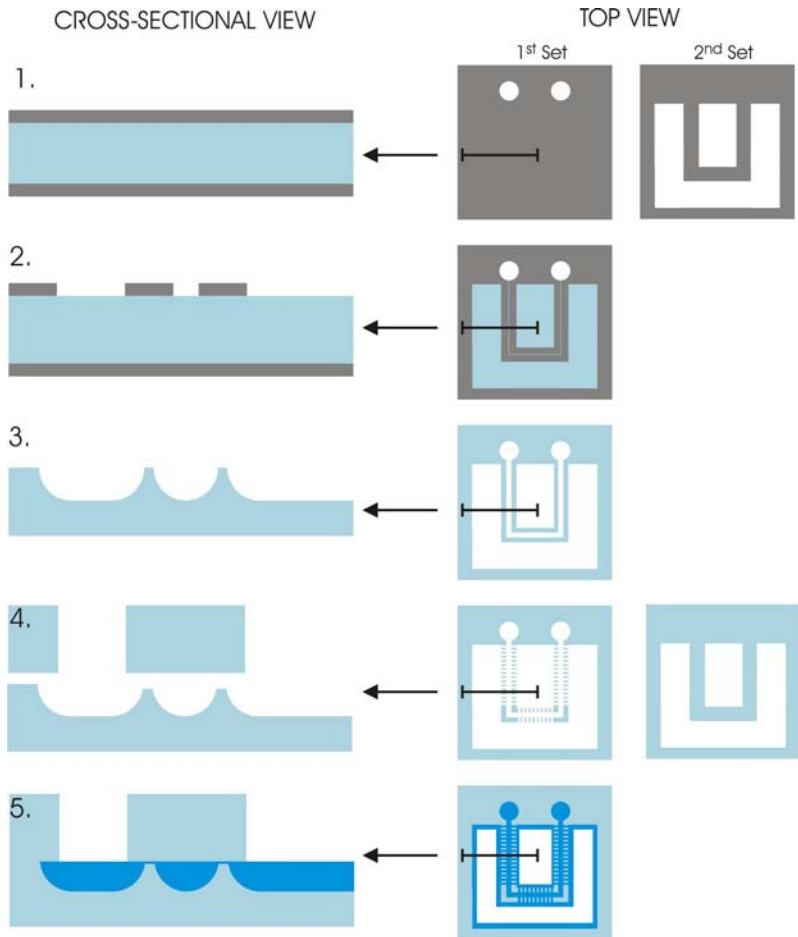 CROSS-SECTIONAL VIEW
TOP VIEW
1st Set
2nd Set
1.
2.
3.
4.
5.